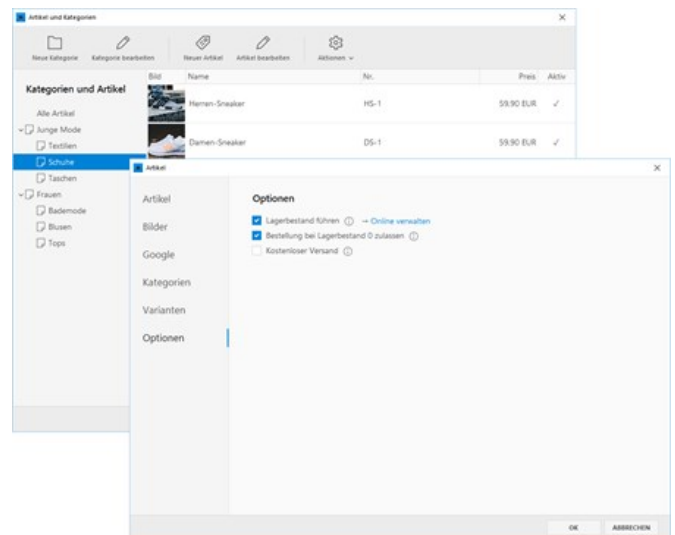 Artikel und Kategorien
Neue Kategorie Kategorie bearbeiten Neuer Artikel Artikel bearbeiten Aktionen
Kategorien und Artikel
Bild Name Nr. Preis Aktiv
Herren-Sneaker HS-1 59,90 EUR ✓
Damen-Sneaker DS-1 59,90 EUR ✓
Alle Artikel
Junge Mode
Textilien
Schuhe
Taschen
Frauen
Bademode
Blusen
Tops
Artikel
Artikel
Bilder
Google
Kategorien
Varianten
Optionen
Optionen
Lagerbestand führen → Online verwalten
Bestellung bei Lagerbestand 0 zulassen
Kostenloser Versand
OK ABBRECHEN